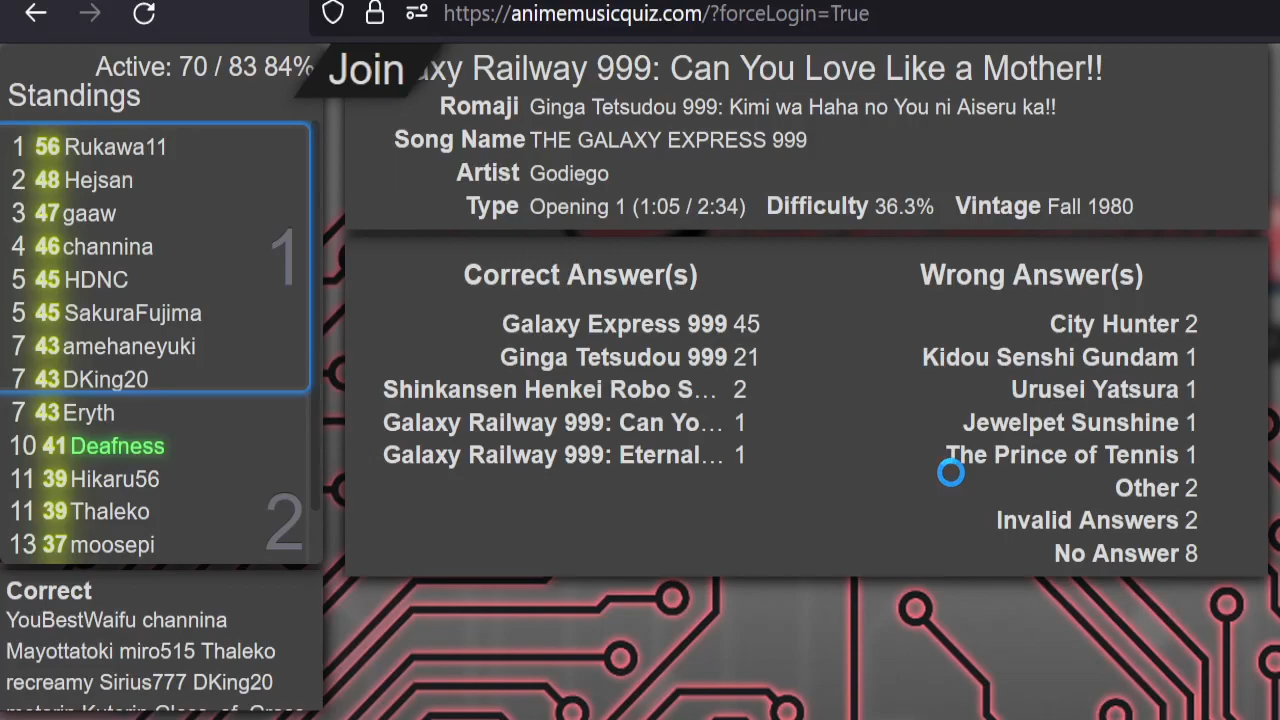 https://animemusicquiz.com/?forceLogin=True
Active: 70 / 83 84%
Join
axy Railway 999: Can You Love Like a Mother!!
Standings
Romaji Ginga Tetsudou 999: Kimi wa Haha no You ni Aiseru ka!!
Song Name THE GALAXY EXPRESS 999
Artist Godiego
Type Opening 1 (1:05 / 2:34) Difficulty 36.3% Vintage Fall 1980
1 56 Rukawa11
2 48 Hejsan
3 47 gaaw
4 46 channina
5 45 HDNC
5 45 SakuraFujima
7 43 amehaneyuki
7 43 DKing20
1
7 43 Eryth
10 41 Deafness
11 39 Hikaru56
11 39 Thaleko
13 37 moosepi
2
Correct Answer(s)
Galaxy Express 999 45
Ginga Tetsudou 999 21
Shinkansen Henkei Robo S... 2
Galaxy Railway 999: Can Yo... 1
Galaxy Railway 999: Eternal... 1
Wrong Answer(s)
City Hunter 2
Kidou Senshi Gundam 1
Urusei Yatsura 1
Jewelpet Sunshine 1
The Prince of Tennis 1
Other 2
Invalid Answers 2
No Answer 8
Correct
YouBestWaifu channina
Mayottatoki miro515 Thaleko
recreamy Sirius777 DKing20